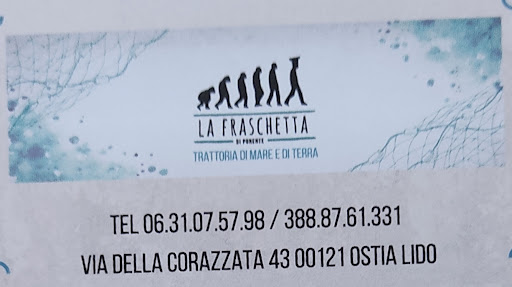 LA FRASCHETTA
DI PONENTE
TRATTORIA DI MARE E DI TERRA
TEL 06.31.07.57.98 / 388.87.61.331
VIA DELLA CORAZZATA 43 00121 OSTIA LIDO